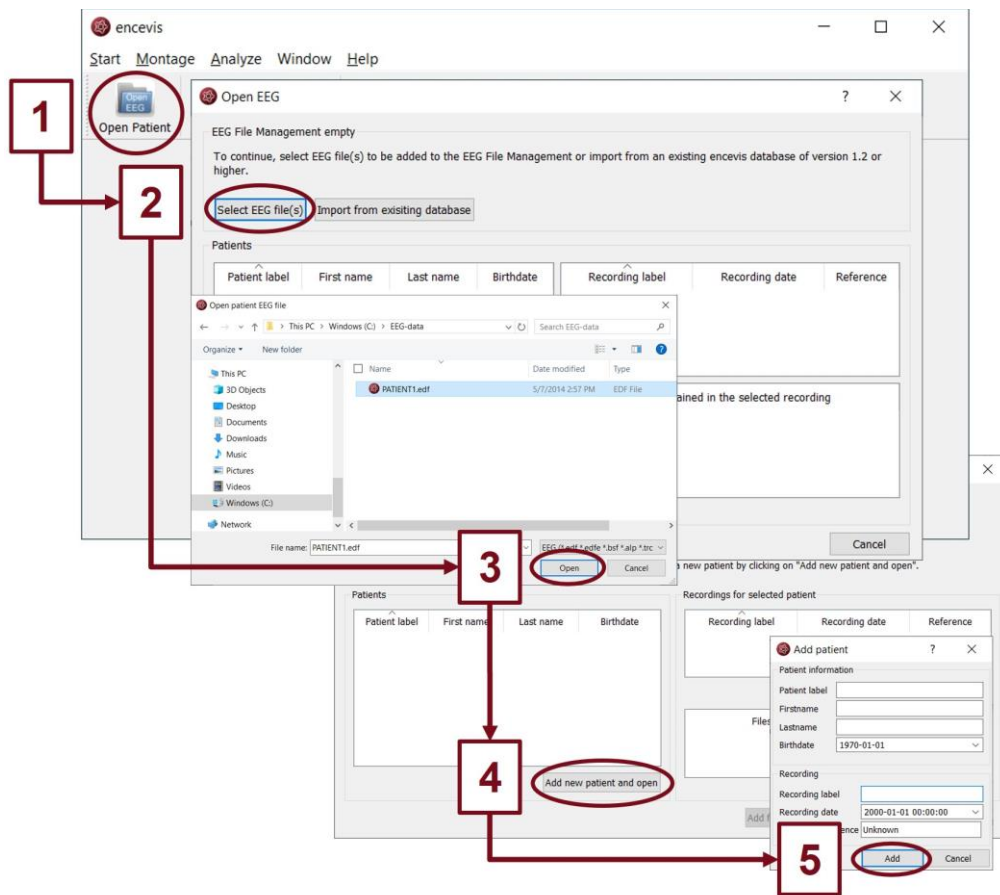 encevis
Start Montage Analyze Window Help
Open EEG
Open Patient
1
Open EEG
? ×
EEG File Management empty
To continue, select EEG file(s) to be added to the EEG File Management or import from an existing encevis database of version 1.2 or
higher.
2
Select EEG file(s) Import from exisiting database
Patients
Patient label First name Last name Birthdate Recording label Recording date Reference
Open patient EEG file
This PC > Windows (C:) > EEG-data
Search EEG-data
Organize New folder
This PC
3D Objects
Desktop
Documents
Downloads
Music
Pictures
Videos
Windows (C:)
Network
Name Date modified Type
PATIENT1.edf 5/7/2014 2:57 PM EDF File
ained in the selected recording
File name: PATIENT1.edf
EEG (*.edf *.edfe *.bsf *.alp *.trc
3
Open Cancel
Cancel
a new patient by clicking on "Add new patient and open".
Patients
Patient label First name Last name Birthdate
Recordings for selected patient
Recording label Recording date Reference
Files
4
Add new patient and open
Add f
Add patient
? ×
Patient information
Patient label
Firstname
Lastname
Birthdate 1970-01-01
Recording
Recording label
Recording date 2000-01-01 00:00:00
ence Unknown
5
Add Cancel